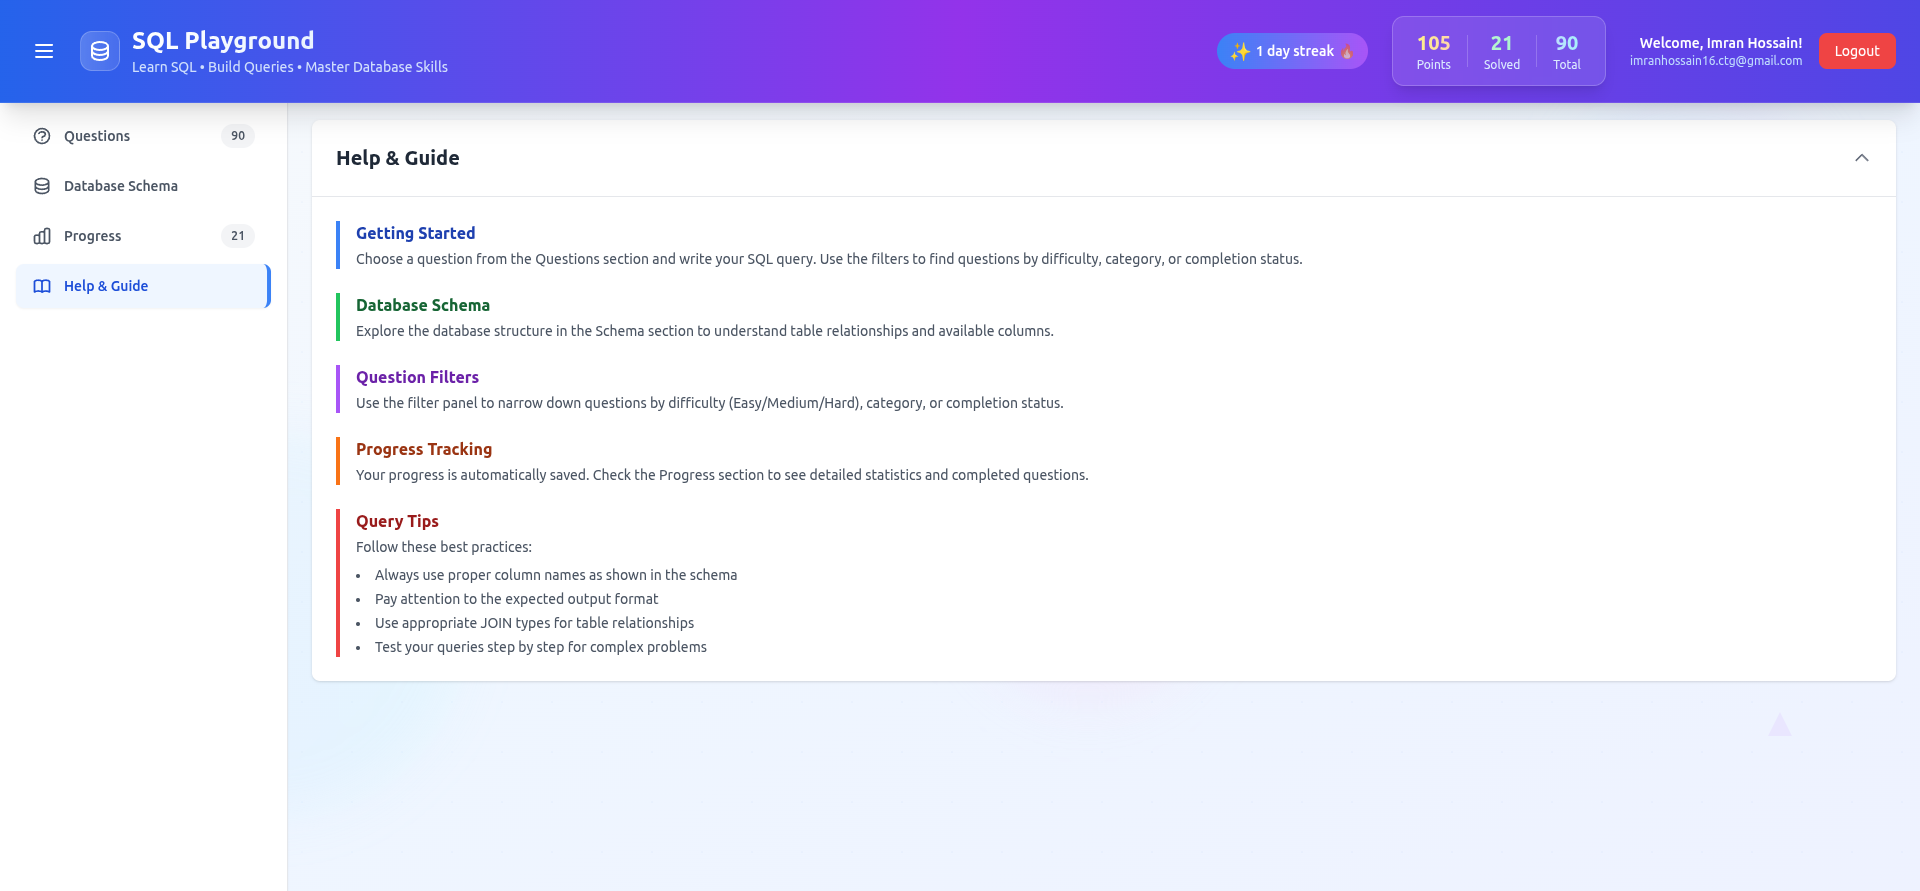 SQL Playground
Learn SQL • Build Queries • Master Database Skills
✨ 1 day streak 🔥
105
Points
21
Solved
90
Total
Welcome, Imran Hossain!
imranhossain16.ctg@gmail.com
Logout
Questions 90
Database Schema
Progress 21
Help & Guide
Help & Guide
Getting Started
Choose a question from the Questions section and write your SQL query. Use the filters to find questions by difficulty, category, or completion status.
Database Schema
Explore the database structure in the Schema section to understand table relationships and available columns.
Question Filters
Use the filter panel to narrow down questions by difficulty (Easy/Medium/Hard), category, or completion status.
Progress Tracking
Your progress is automatically saved. Check the Progress section to see detailed statistics and completed questions.
Query Tips
Follow these best practices:
• Always use proper column names as shown in the schema
• Pay attention to the expected output format
• Use appropriate JOIN types for table relationships
• Test your queries step by step for complex problems